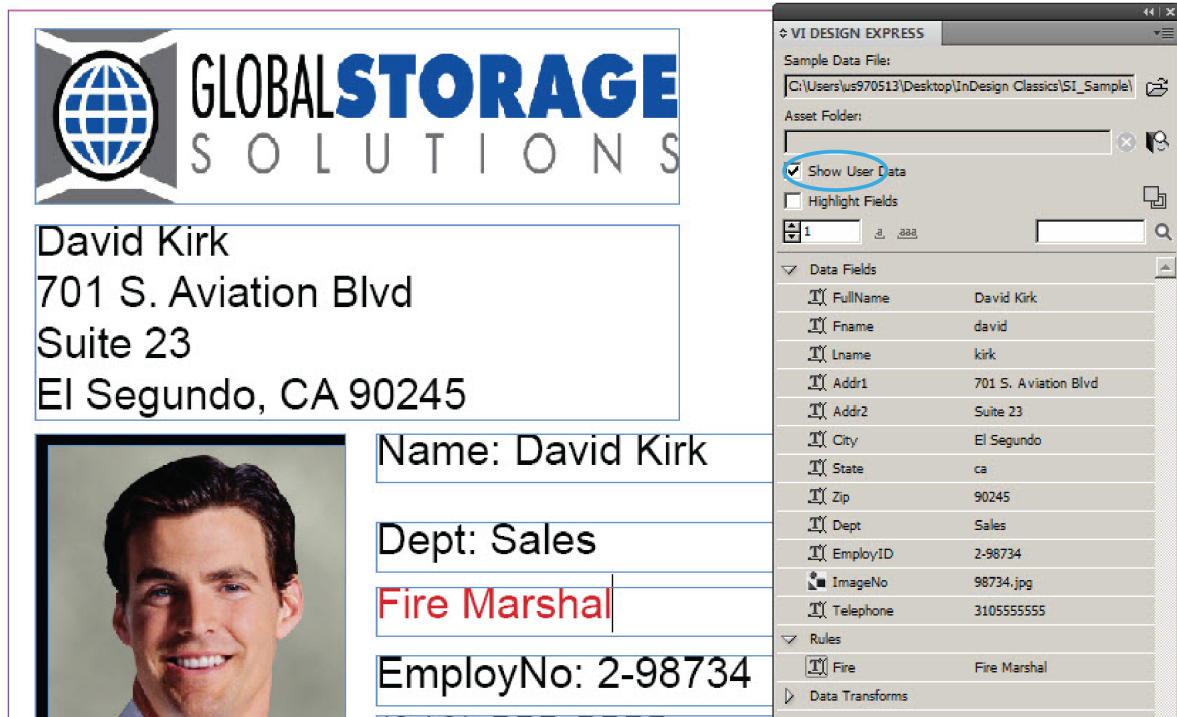 GLOBALSTORAGE
SOLUTIONS
David Kirk
701 S. Aviation Blvd
Suite 23
El Segundo, CA 90245
Name: David Kirk
Dept: Sales
Fire Marshal
EmployNo: 2-98734
VI DESIGN EXPRESS
Sample Data File:
C:\Users\us970513\Desktop\InDesign Classics\SI_Sample\
Asset Folder:
Show User Data
Highlight Fields
1 a aaa
Data Fields
FullName David Kirk
Fname david
Lname kirk
Addr1 701 S. Aviation Blvd
Addr2 Suite 23
City El Segundo
State ca
Zip 90245
Dept Sales
EmployID 2-98734
ImageNo 98734.jpg
Telephone 3105555555
Rules
Fire Fire Marshal
Data Transforms